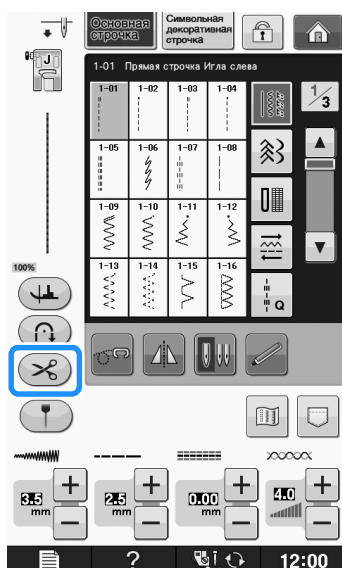 Основная строчка
Символьная декоративная строчка
J
1-01 Прямая строчка Игла слева
1/3
1-01 1-02 1-03 1-04
1-05 1-06 1-07 1-08
1-09 1-10 1-11 1-12
100%
1-13 1-14 1-15 1-16
Q
3.5 mm
2.5 mm
0.00 mm
4.0
?
12:00